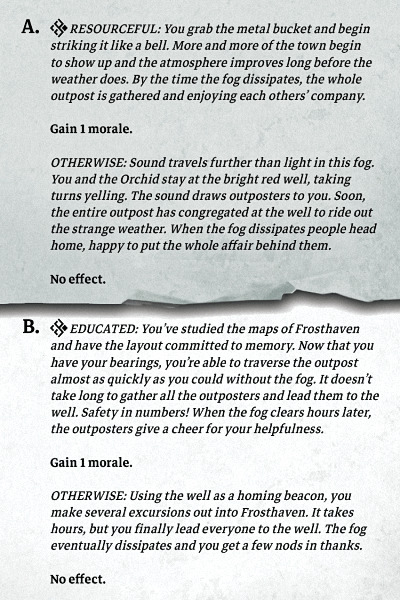 A. RESOURCEFUL: You grab the metal bucket and begin
striking it like a bell. More and more of the town begin
to show up and the atmosphere improves long before the
weather does. By the time the fog dissipates, the whole
outpost is gathered and enjoying each others’ company.
Gain 1 morale.
OTHERWISE: Sound travels further than light in this fog.
You and the Orchid stay at the bright red well, taking
turns yelling. The sound draws outposters to you. Soon,
the entire outpost has congregated at the well to ride out
the strange weather. When the fog dissipates people head
home, happy to put the whole affair behind them.
No effect.
B. EDUCATED: You’ve studied the maps of Frosthaven
and have the layout committed to memory. Now that you
have your bearings, you’re able to traverse the outpost
almost as quickly as you could without the fog. It doesn’t
take long to gather all the outposters and lead them to the
well. Safety in numbers! When the fog clears hours later,
the outposters give a cheer for your helpfulness.
Gain 1 morale.
OTHERWISE: Using the well as a homing beacon, you
make several excursions out into Frosthaven. It takes
hours, but you finally lead everyone to the well. The fog
eventually dissipates and you get a few nods in thanks.
No effect.